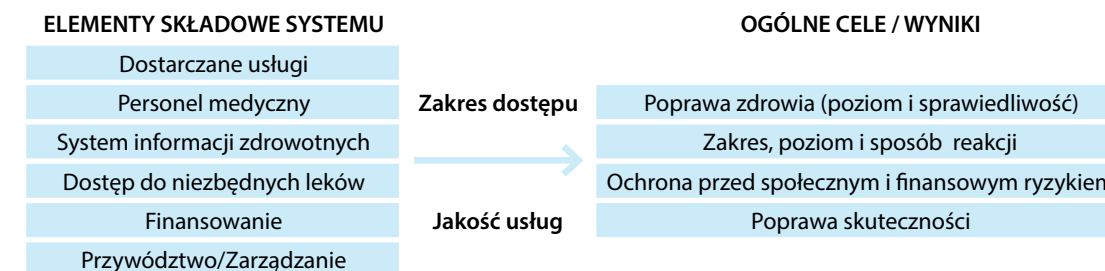 ELEMENTY SKŁADOWE SYSTEMU
Dostarczane usługi
Personel medyczny
System informacji zdrowotnych
Dostęp do niezbędnych leków
Finansowanie
Przywództwo/Zarządzanie
Zakres dostępu
Jakość usług
OGÓLNE CELE / WYNIKI
Poprawa zdrowia (poziom i sprawiedliwość)
Zakres, poziom i sposób reakcji
Ochrona przed społecznym i finansowym ryzykiem
Poprawa skuteczności